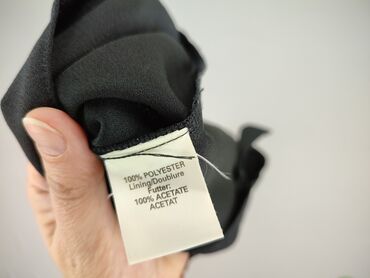 100% POLYESTER
Lining/Doublure
Futter:
100% ACETATE
ACETAT